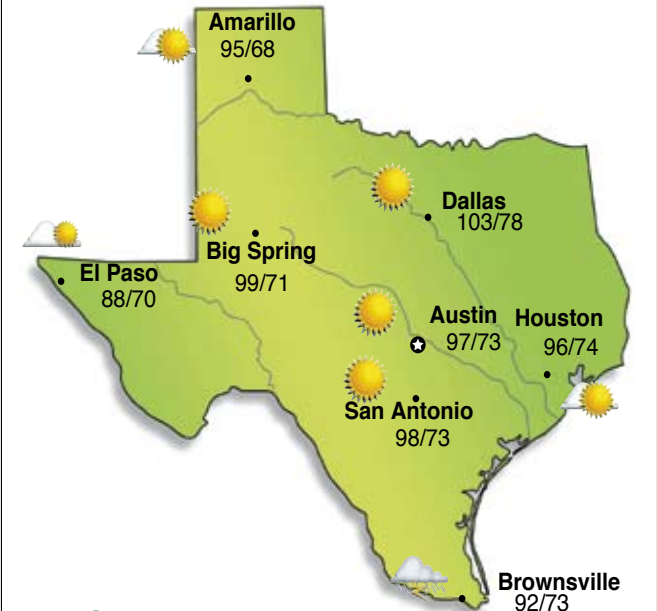 Amarillo
95/68
Dallas
103/78
Big Spring
99/71
El Paso
88/70
Austin
97/73
Houston
96/74
San Antonio
98/73
Brownsville
92/73